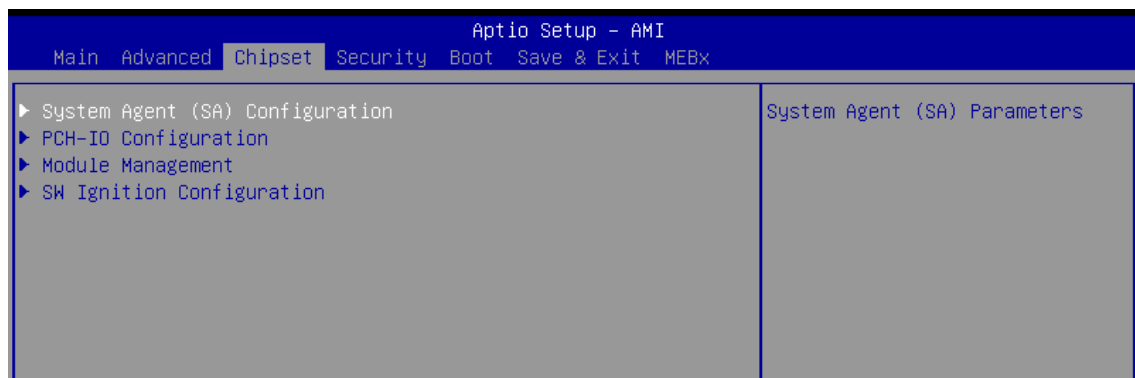 Aptio Setup – AMI
Main Advanced Chipset Security Boot Save & Exit MEBx
System Agent (SA) Configuration
System Agent (SA) Parameters
PCH-IO Configuration
Module Management
SW Ignition Configuration